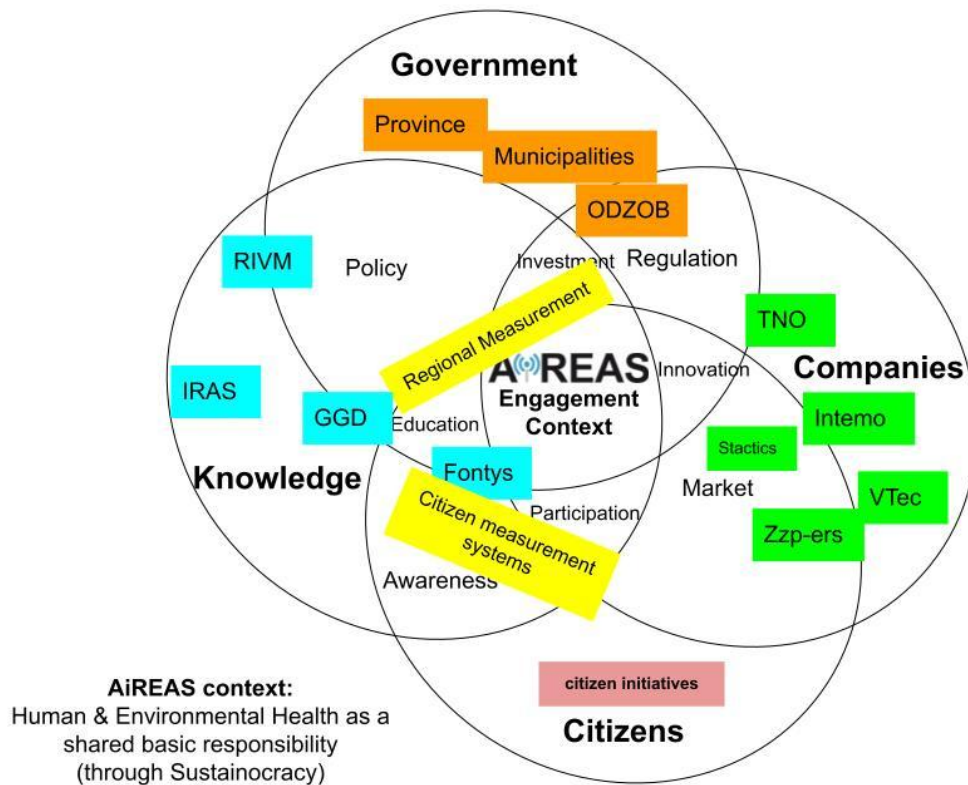 Government
Province
Municipalities
ODZOB
RIVM
Policy
Investment
Regulation
Regional Measurement
TNO
AiREAS
Engagement
Context
Innovation
Companies
IRAS
GGD
Education
Intemo
Stactics
Knowledge
Fontys
Market
VTec
Citizen measurement
systems
Participation
Zzp-ers
Awareness
citizen initiatives
Citizens
AiREAS context:
Human & Environmental Health as a
shared basic responsibility
(through Sustainocracy)